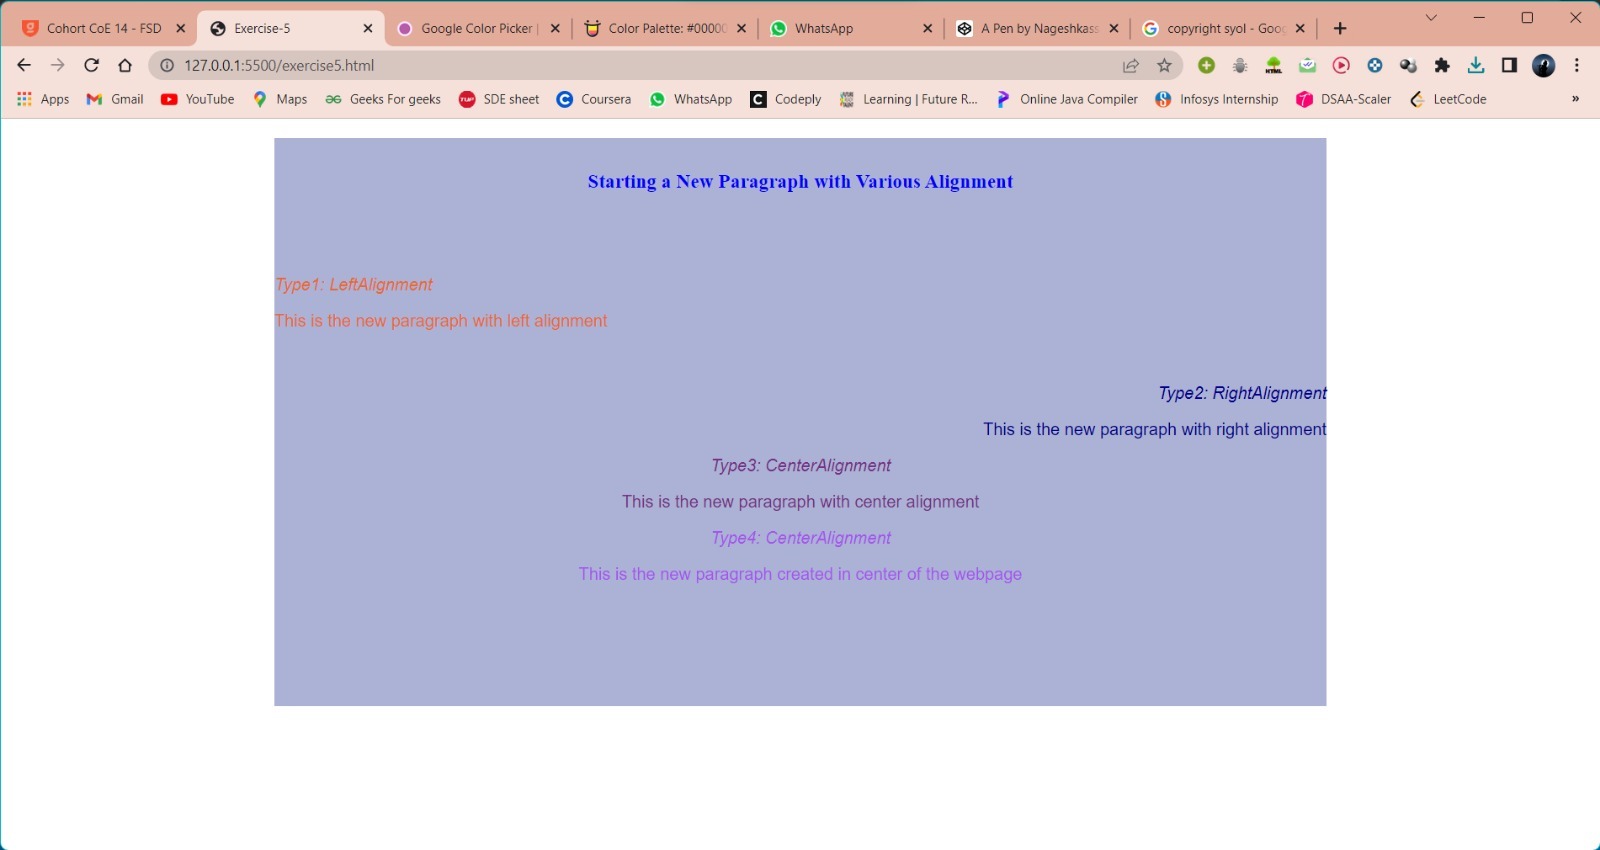 Cohort CoE 14 - FSD
Exercise-5
Google Color Picker |
Color Palette: #0000
WhatsApp
A Pen by Nageshkass
copyright syol - Goog
127.0.0.1:5500/exercise5.html
Apps
Gmail
YouTube
Maps
Geeks For geeks
SDE sheet
Coursera
WhatsApp
Codeply
Learning | Future R...
Online Java Compiler
Infosys Internship
DSAA-Scaler
LeetCode
»
Starting a New Paragraph with Various Alignment
Type1: LeftAlignment
This is the new paragraph with left alignment
Type2: RightAlignment
This is the new paragraph with right alignment
Type3: CenterAlignment
This is the new paragraph with center alignment
Type4: CenterAlignment
This is the new paragraph created in center of the webpage